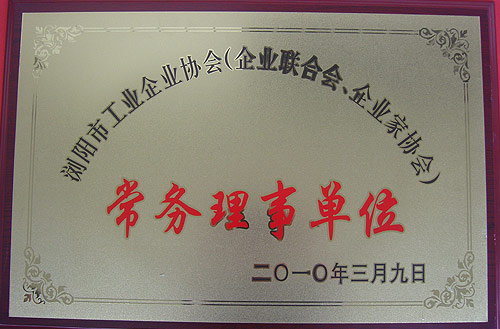 浏阳市工业企业协会(企业联合会、企业家协会)
常务理事单位
二〇一〇年三月九日